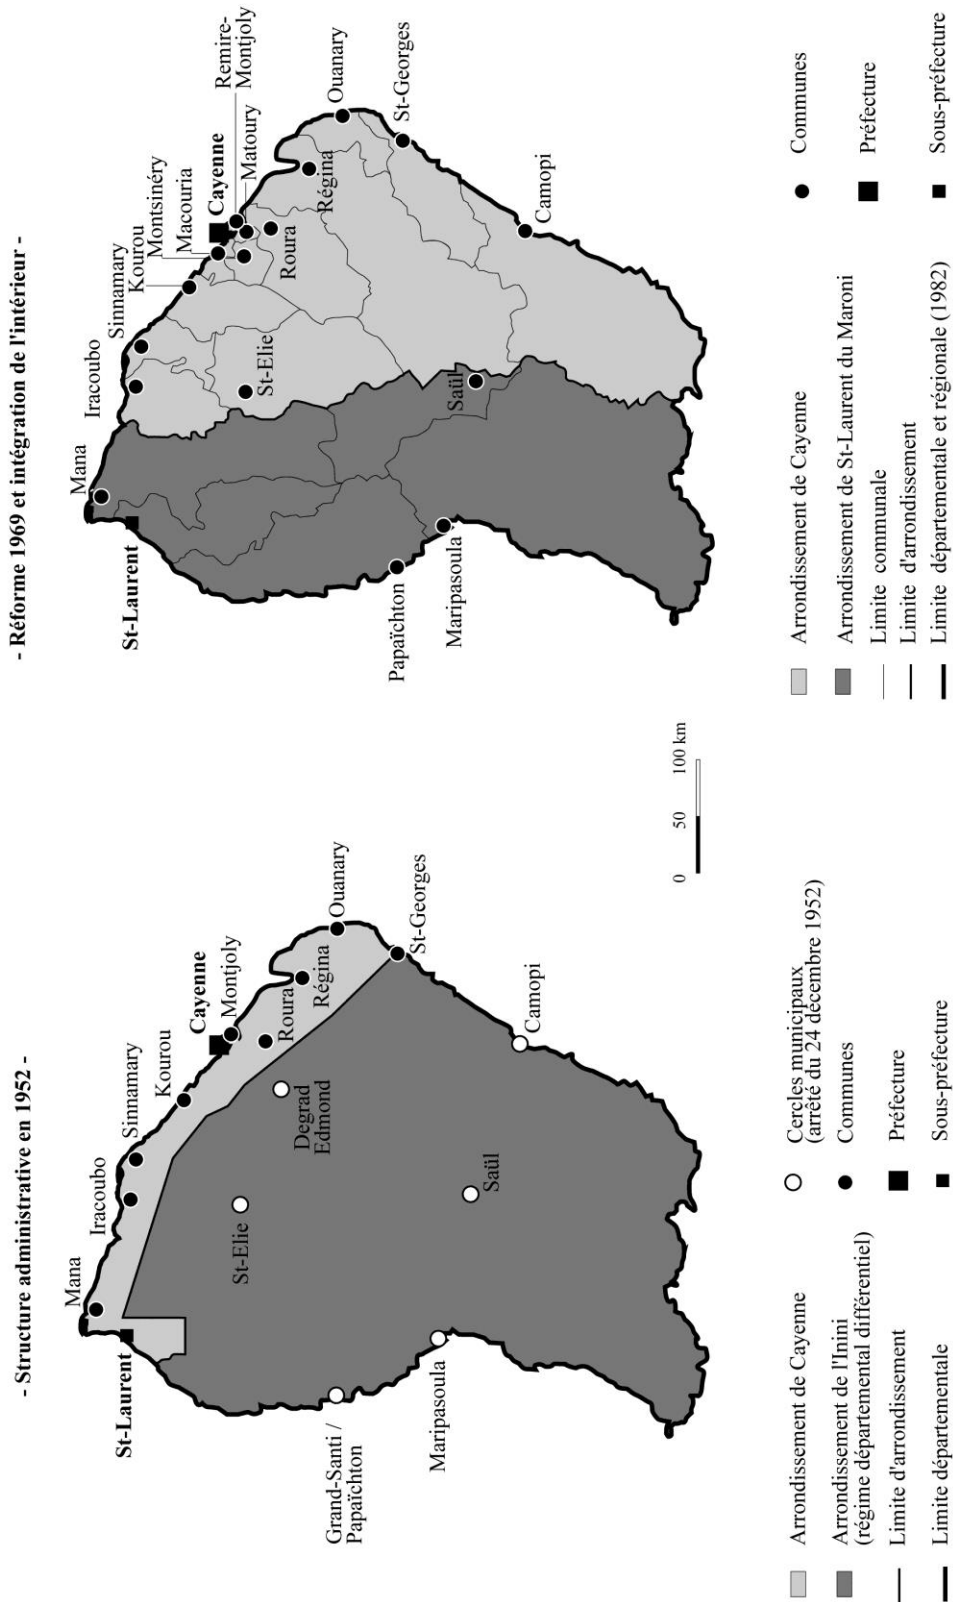 - Structure administrative en 1952 -
Mana
Iracoubo
Sinnamary
Kourou
Cayenne
Montjoly
St-Laurent
Roura
Régina
Ouanary
St-Georges
Degrad
Edmond
St-Elie
Saül
Camopi
Grand-Santi /
Papaïchton
Maripasoula
0 50 100 km
Arrondissement de Cayenne
Arrondissement de l'Inini
(régime départemental différentiel)
Limite d'arrondissement
Limite départementale
Cercles municipaux
(arrêté du 24 décembre 1952)
Communes
Préfecture
Sous-préfecture
- Réforme 1969 et intégration de l'intérieur -
Mana
Iracoubo
Sinnamary
Kourou
Macouria
Montsinéry
Cayenne
Remire-
Montjoly
Matoury
St-Laurent
Roura
Régina
Ouanary
St-Georges
St-Elie
Saül
Camopi
Papaïchton
Maripasoula
Arrondissement de Cayenne
Arrondissement de St-Laurent du Maroni
Limite communale
Limite d'arrondissement
Limite départementale et régionale (1982)
Communes
Préfecture
Sous-préfecture